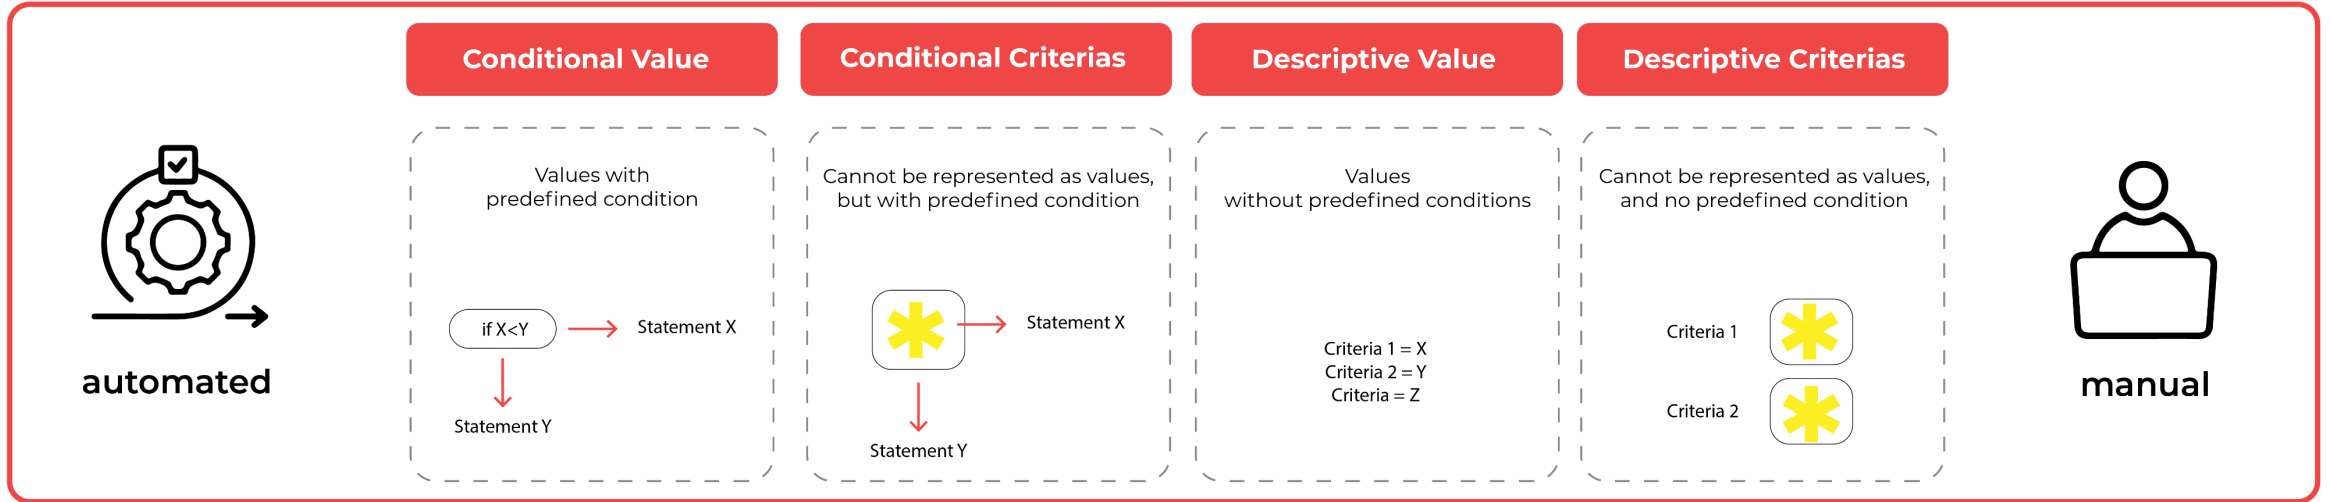 Conditional Value
Conditional Criterias
Descriptive Value
Descriptive Criterias
automated
Values with
predefined condition
if X<Y
Statement X
Statement Y
Cannot be represented as values,
but with predefined condition
Statement X
Statement Y
Values
without predefined conditions
Criteria 1 = X
Criteria 2 = Y
Criteria = Z
Cannot be represented as values,
and no predefined condition
Criteria 1
Criteria 2
manual